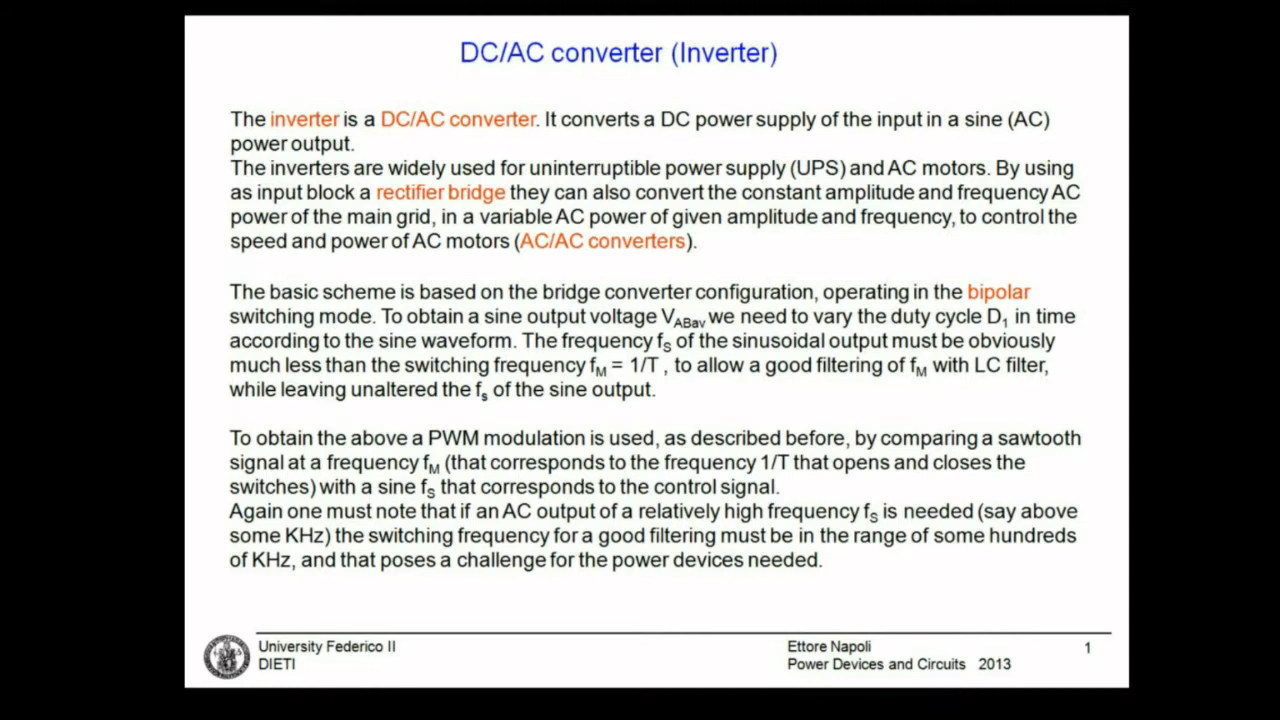 DC/AC converter (Inverter)
The inverter is a DC/AC converter. It converts a DC power supply of the input in a sine (AC)
power output.
The inverters are widely used for uninterruptible power supply (UPS) and AC motors. By using
as input block a rectifier bridge they can also convert the constant amplitude and frequency AC
power of the main grid, in a variable AC power of given amplitude and frequency, to control the
speed and power of AC motors (AC/AC converters).
The basic scheme is based on the bridge converter configuration, operating in the bipolar
switching mode. To obtain a sine output voltage VABav we need to vary the duty cycle D1 in time
according to the sine waveform. The frequency fS of the sinusoidal output must be obviously
much less than the switching frequency fM = 1/T , to allow a good filtering of fM with LC filter,
while leaving unaltered the fs of the sine output.
To obtain the above a PWM modulation is used, as described before, by comparing a sawtooth
signal at a frequency fM (that corresponds to the frequency 1/T that opens and closes the
switches) with a sine fS that corresponds to the control signal.
Again one must note that if an AC output of a relatively high frequency fS is needed (say above
some KHz) the switching frequency for a good filtering must be in the range of some hundreds
of KHz, and that poses a challenge for the power devices needed.
University Federico II
DIETI
Ettore Napoli
Power Devices and Circuits 2013
1